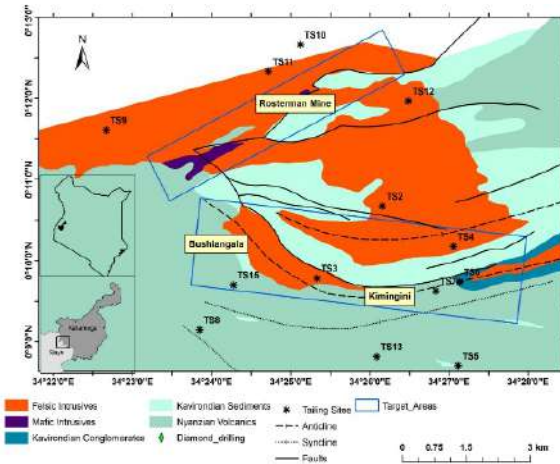 0°13'0"N
0°12'0"N
0°11'0"N
0°10'0"N
0°9'0"N
TS10
TS11
TS12
Rosterman Mine
TS9
TS2
TS4
Bushiangala
TS3
TS15
TS7
Kimingini
TS13
TS5
Kakamega
34°22'0"E 34°23'0"E 34°24'0"E 34°25'0"E 34°26'0"E 34°27'0"E 34°28'0"E
Felsic Intrusives
Mafic Intrusives
Kavirondian Conglomerates
Kavirondian Sediments
Nyanzian Volcanics
Diamond_drilling
Tailing Sites
Anticline
Syncline
Faults
Target_Areas
0 0.75 1.5 3 km